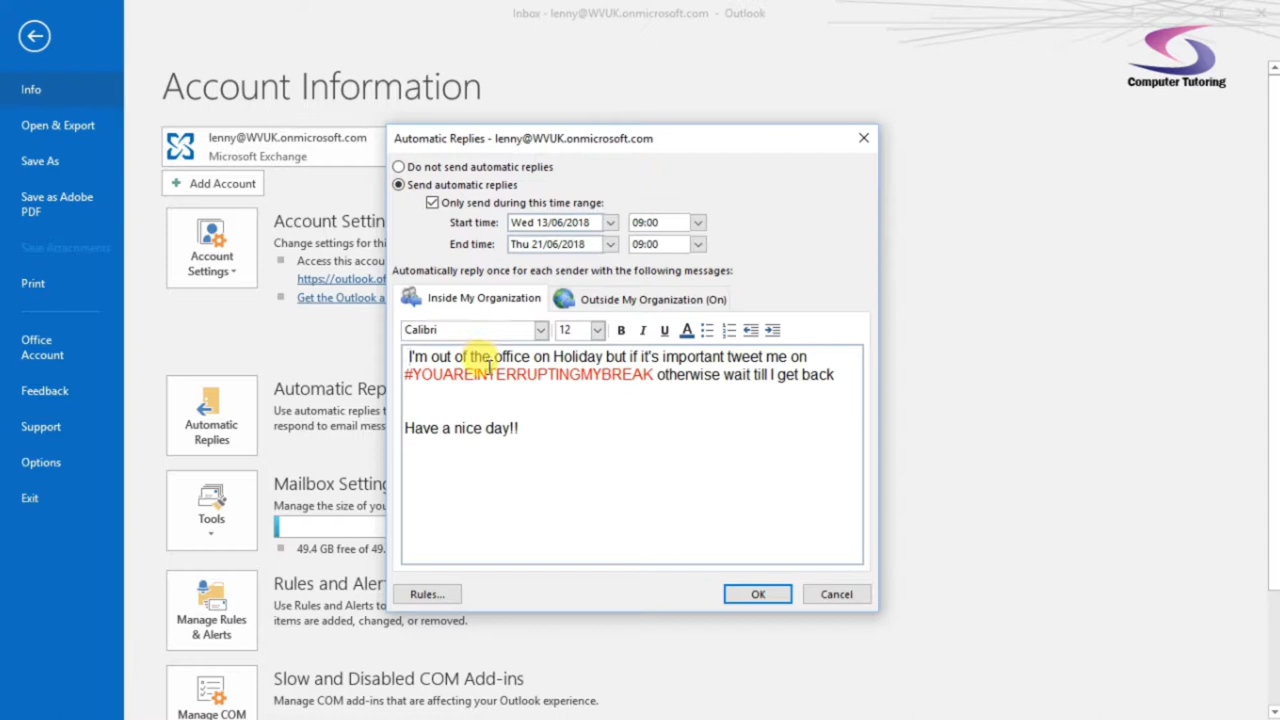 Inbox - lenny@WVUK.onmicrosoft.com - Outlook
Computer Tutoring
Info
Open & Export
Save As
Save as Adobe
PDF
Save Attachments
Print
Office
Account
Feedback
Support
Options
Exit
Account Information
lenny@WVUK.onmicrosoft.com
Microsoft Exchange
Add Account
Account
Settings
Account Settin
Change settings for thi
Access this accou
https://outlook.of
Get the Outlook a
Automatic
Replies
Automatic Rep
Use automatic replies t
respond to email mess
Tools
Mailbox Setting
Manage the size of you
49.4 GB free of 49.
Manage Rules
& Alerts
Rules and Aler
Use Rules and Alerts to
items are added, changed, or removed.
Manage COM
Slow and Disabled COM Add-ins
Manage COM add-ins that are affecting your Outlook experience.
Automatic Replies - lenny@WVUK.onmicrosoft.com
Do not send automatic replies
Send automatic replies
Only send during this time range:
Start time: Wed 13/06/2018 09:00
End time: Thu 21/06/2018 09:00
Automatically reply once for each sender with the following messages:
Inside My Organization Outside My Organization (On)
Calibri 12 B I U A
I'm out of the office on Holiday but if it's important tweet me on
#YOUAREINTERRUPTINGMYBREAK otherwise wait till I get back
Have a nice day!!
Rules... OK Cancel